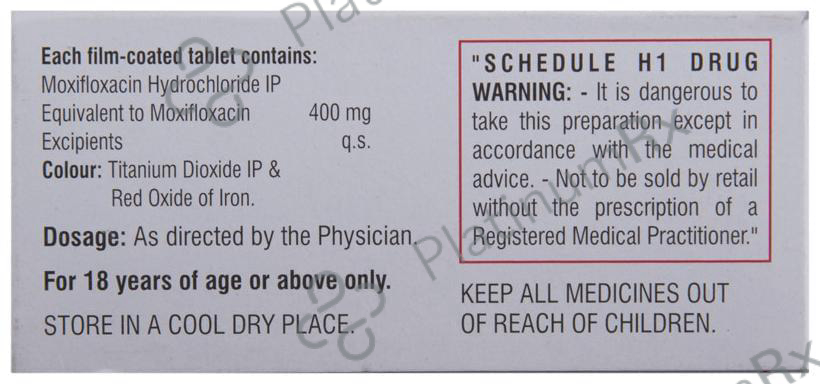 Each film-coated tablet contains:
Moxifloxacin Hydrochloride IP
Equivalent to Moxifloxacin 400 mg
Excipients q.s.
Colour: Titanium Dioxide IP &
Red Oxide of Iron.
Dosage: As directed by the Physician.
For 18 years of age or above only.
STORE IN A COOL DRY PLACE.
"SCHEDULE H1 DRUG
WARNING: - It is dangerous to
take this preparation except in
accordance with the medical
advice. - Not to be sold by retail
without the prescription of a
Registered Medical Practitioner."
KEEP ALL MEDICINES OUT
OF REACH OF CHILDREN.
PlatinumRx